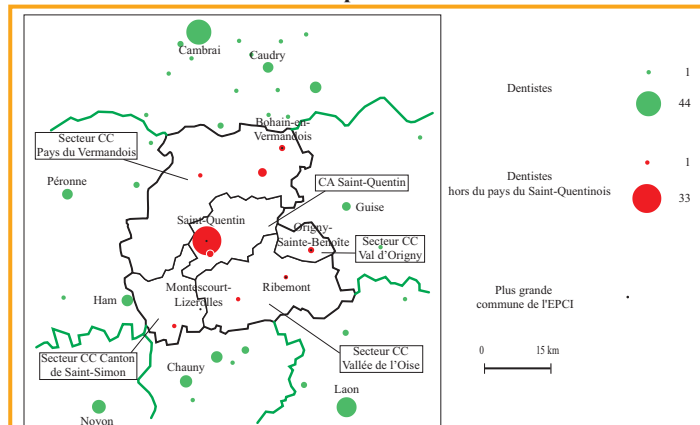 Cambrai
Caudry
Bohain-en-
Vermandois
Secteur CC
Pays du Vermandois
Péronne
CA Saint-Quentin
Saint-Quentin
Guise
Origny-
Sainte-Benoîte
Secteur CC
Val d'Origny
Montescourt-
Lizerolles
Ribemont
Ham
Secteur CC Canton
de Saint-Simon
Secteur CC
Vallée de l'Oise
Chauny
Laon
Noyon
Dentistes
1
44
Dentistes
hors du pays du Saint-Quentinois
1
33
Plus grande
commune de l'EPCI
0
15 km